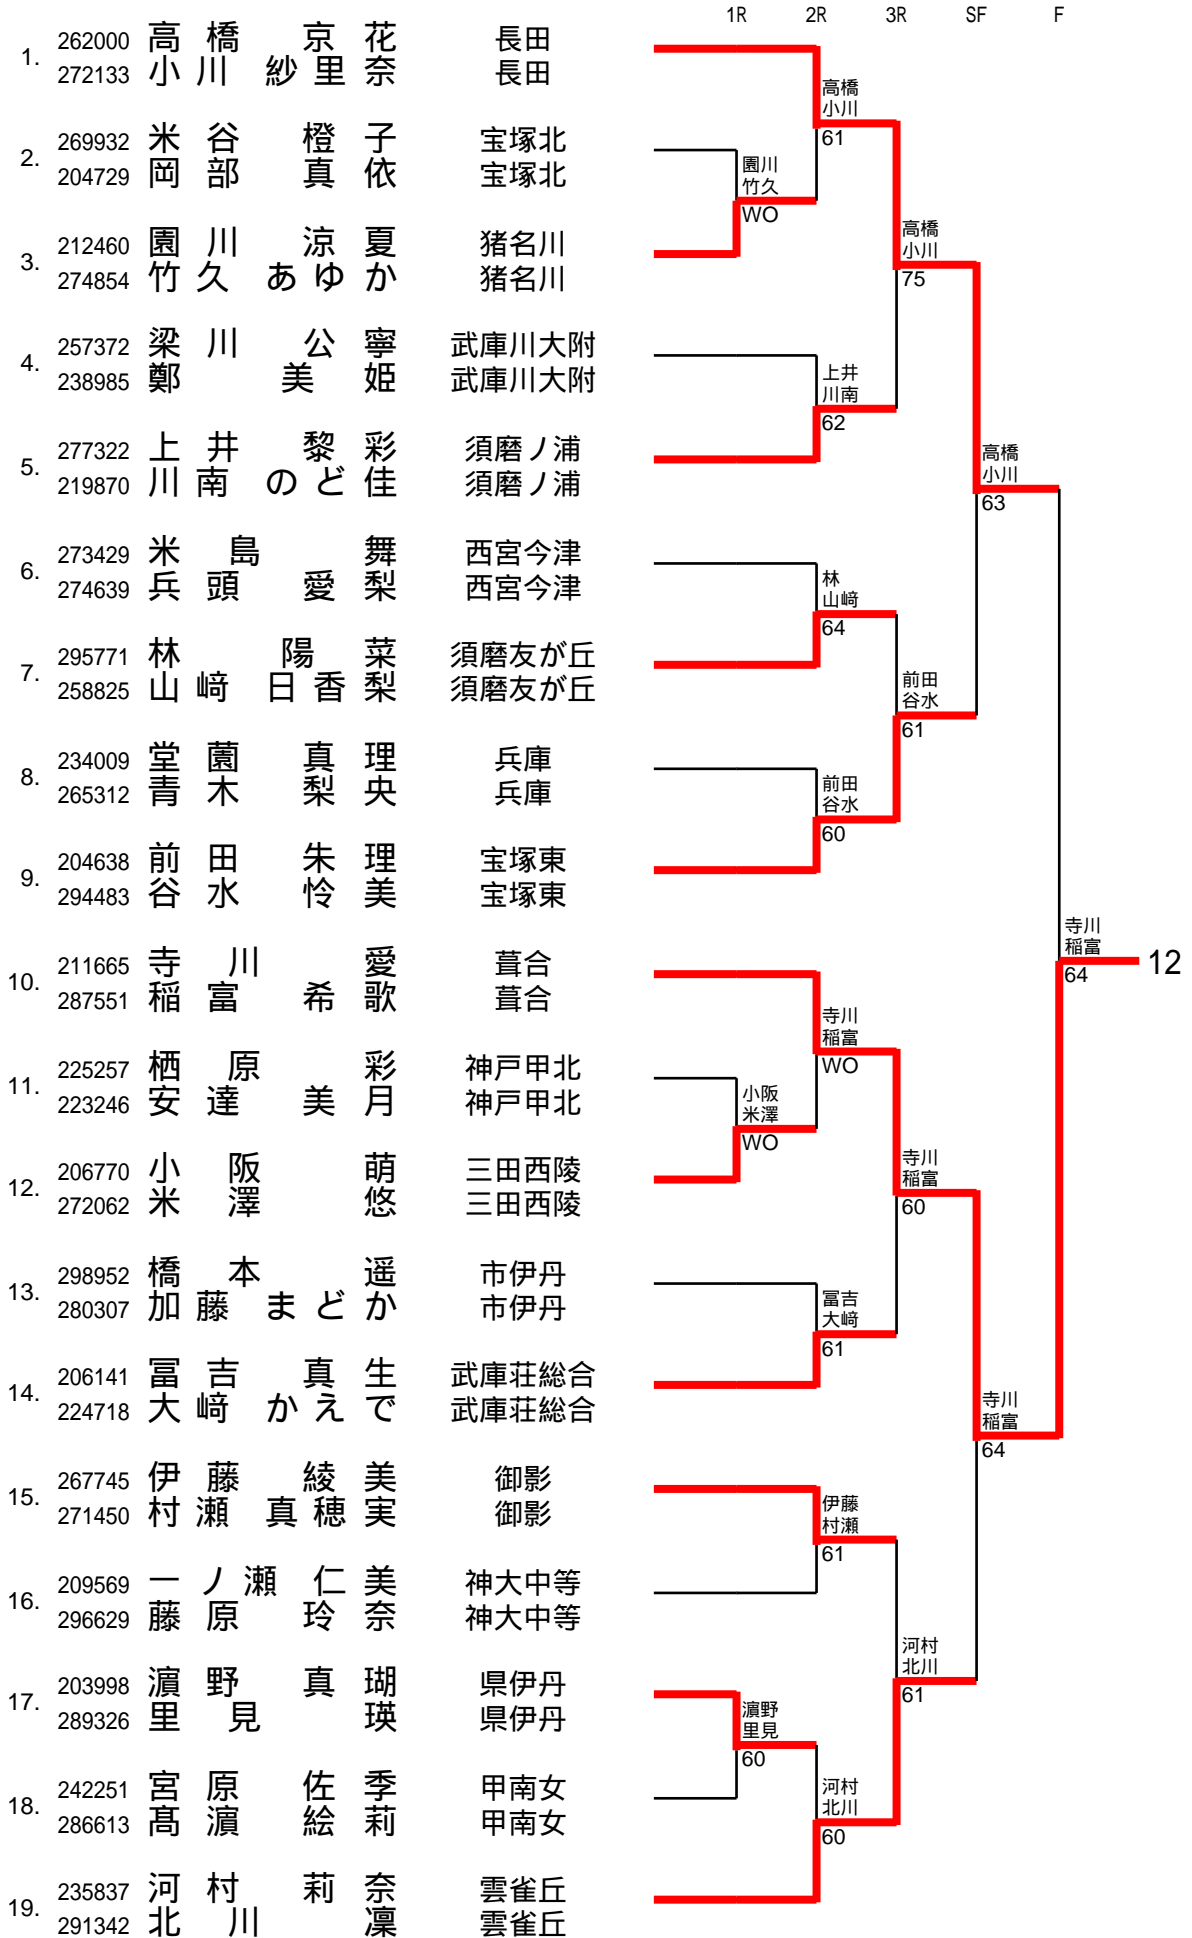 1R 2R 3R SF F
1.
262000 高橋 京花 長田
272133 小川 紗里奈 長田
2.
269932 米谷 橙子 宝塚北
204729 岡部 真依 宝塚北
3.
212460 園川 涼夏 猪名川
274854 竹久 あゆか 猪名川
4.
257372 梁川 公寧 武庫川大附
238985 鄭 美姫 武庫川大附
5.
277322 上井 黎彩 須磨ノ浦
219870 川南 のど佳 須磨ノ浦
6.
273429 米島 舞 西宮今津
274639 兵頭 愛梨 西宮今津
7.
295771 林 陽菜 須磨友が丘
258825 山﨑 日香梨 須磨友が丘
8.
234009 堂薗 真理 兵庫
265312 青木 梨央 兵庫
9.
204638 前田 朱理 宝塚東
294483 谷水 怜美 宝塚東
10.
211665 寺川 愛 葺合
287551 稲富 希歌 葺合
11.
225257 栖原 彩 神戸甲北
223246 安達 美月 神戸甲北
12.
206770 小阪 萌 三田西陵
272062 米澤 悠 三田西陵
13.
298952 橋本 遥 市伊丹
280307 加藤 まどか 市伊丹
14.
206141 冨吉 真生 武庫荘総合
224718 大﨑 かえで 武庫荘総合
15.
267745 伊藤 綾美 御影
271450 村瀬 真穂実 御影
16.
209569 一ノ瀬 仁美 神大中等
296629 藤原 玲奈 神大中等
17.
203998 濵野 真瑚 県伊丹
289326 里見 瑛 県伊丹
18.
242251 宮原 佐季 甲南女
286613 髙濵 絵莉 甲南女
19.
235837 河村 莉奈 雲雀丘
291342 北川 凜 雲雀丘
園川
竹久
WO
小阪
米澤
WO
濵野
里見
60
高橋
小川
61
上井
川南
62
林
山﨑
64
前田
谷水
60
寺川
稲富
WO
冨吉
大﨑
61
伊藤
村瀬
61
河村
北川
60
高橋
小川
75
前田
谷水
61
寺川
稲富
60
河村
北川
61
高橋
小川
63
寺川
稲富
64
寺川
稲富
64
12